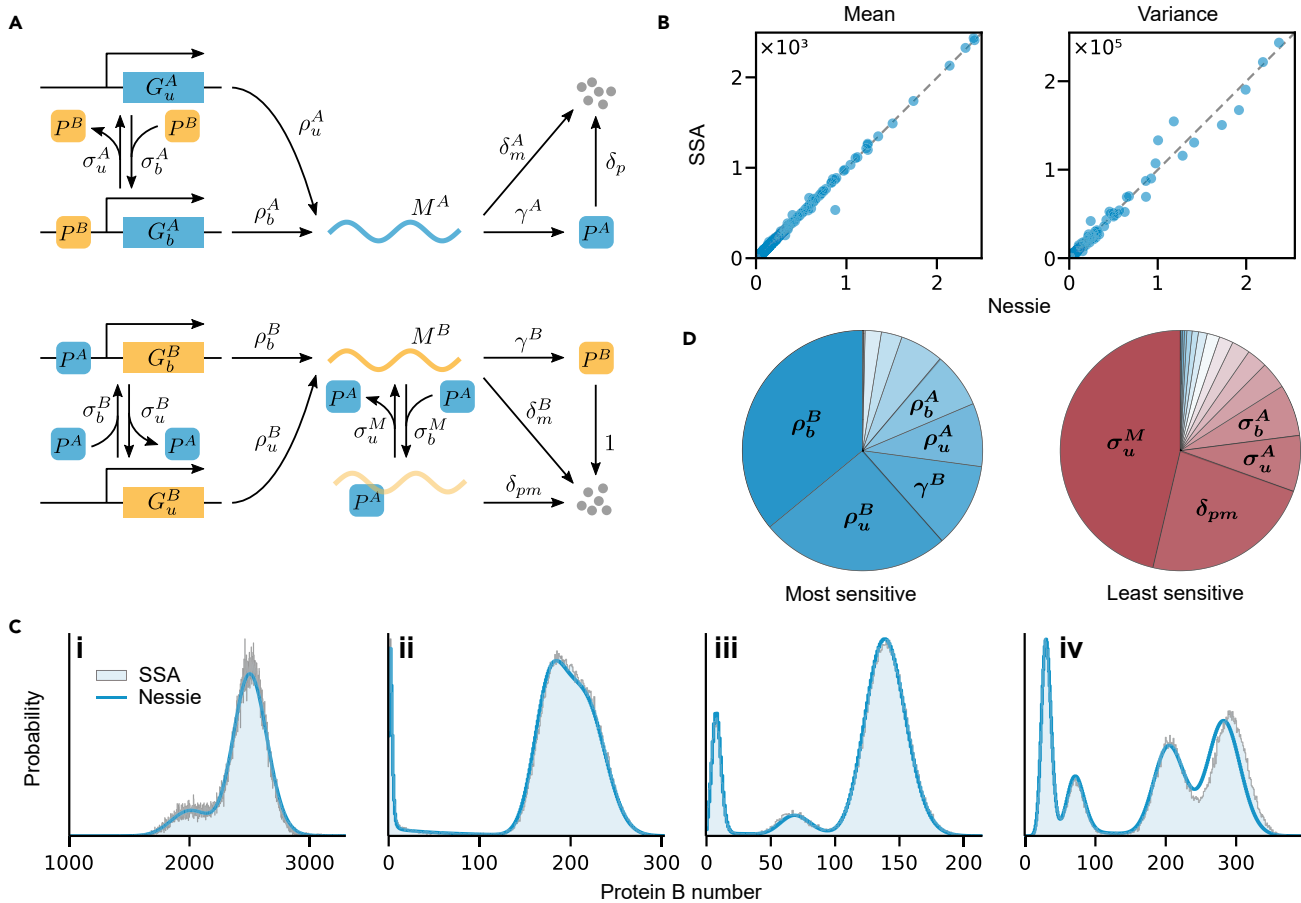 A
G_u^A
P^B P^B
σ_u^A σ_b^A
ρ_u^A
δ_m^A
δ_p
P^B G_b^A
ρ_b^A
M^A
γ^A
P^A
P^A G_b^B
ρ_b^B
M^B
γ^B
P^B
σ_b^B σ_u^B
P^A P^A
ρ_u^B
P^A P^A
σ_u^M σ_b^M
δ_m^B
1
G_u^B
P^A
δ_pm
B
Mean
Variance
×10³
×10⁵
SSA
2
1
0
0 1 2
2
1
0
0 1 2
Nessie
D
ρ_b^B
ρ_b^A
ρ_u^A
γ^B
ρ_u^B
Most sensitive
σ_u^M
σ_b^A
σ_u^A
δ_pm
Least sensitive
C
Probability
i
SSA
Nessie
1000 2000 3000
ii
0 100 200 300
iii
0 50 100 150 200
iv
0 100 200 300
Protein B number